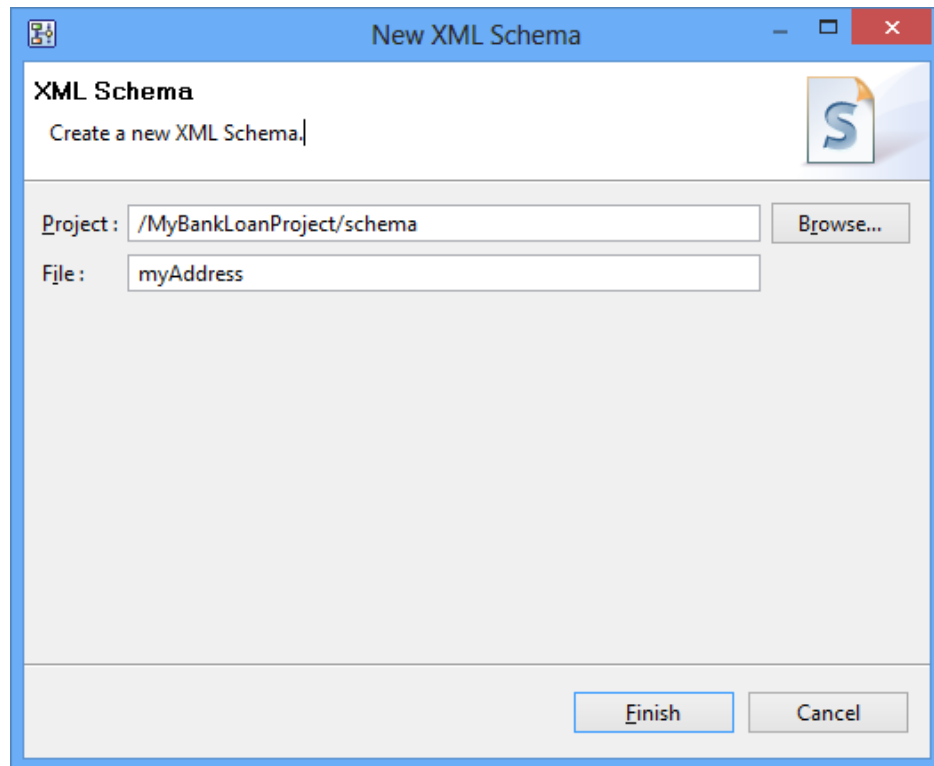 New XML Schema
XML Schema
Create a new XML Schema.
Project : /MyBankLoanProject/schema Browse...
File : myAddress
Finish Cancel